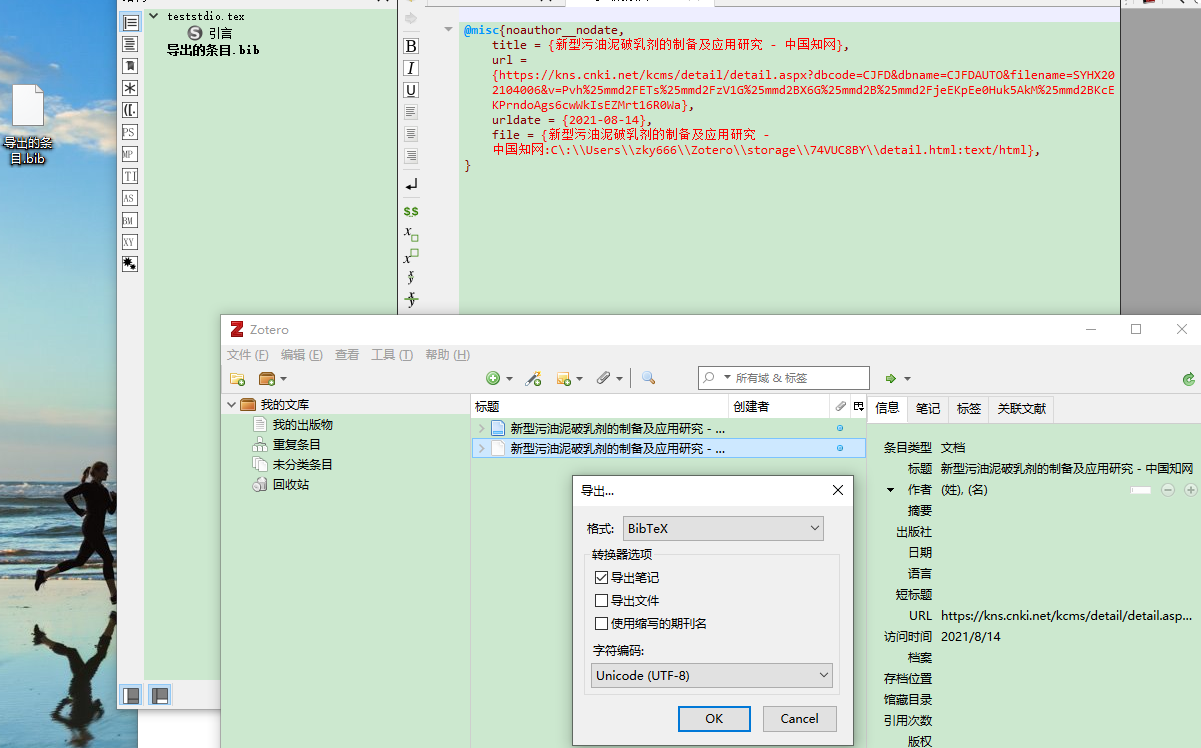 teststdio.tex
S 引言
导出的条目.bib
导出的条
目.bib
PS
MP
TI
AS
BM
XY
B
I
U
$$
@misc{noauthor__nodate,
title = {新型污油泥破乳剂的制备及应用研究 - 中国知网},
url =
{https://kns.cnki.net/kcms/detail/detail.aspx?dbcode=CJFD&dbname=CJFDAUTO&filename=SYHX202104006&v=Pvh%25mmd2FETs%25mmd2FzV1G%25mmd2BX6G%25mmd2B%25mmd2FjeEKpEe0Huk5AkM%25mmd2BKcEKPrndoAgs6cwWkIsEZMrt16R0Wa},
urldate = {2021-08-14},
file = {新型污油泥破乳剂的制备及应用研究 -
中国知网:C\:\\Users\\zky666\\Zotero\\storage\\74VUC8BY\\detail.html:text/html},
}
Z Zotero
文件 (F) 编辑 (E) 查看 工具 (T) 帮助 (H)
所有域 & 标签
我的文库
我的出版物
重复条目
未分类条目
回收站
标题 创建者
新型污油泥破乳剂的制备及应用研究 - ...
新型污油泥破乳剂的制备及应用研究 - ...
信息 笔记 标签 关联文献
条目类型 文档
标题 新型污油泥破乳剂的制备及应用研究 - 中国知网
作者 (姓), (名)
摘要
出版社
日期
语言
短标题
URL https://kns.cnki.net/kcms/detail/detail.asp...
访问时间 2021/8/14
档案
存档位置
馆藏目录
引用次数
版权
导出...
格式: BibTeX
转换器选项
导出笔记
导出文件
使用缩写的期刊名
字符编码:
Unicode (UTF-8)
OK Cancel